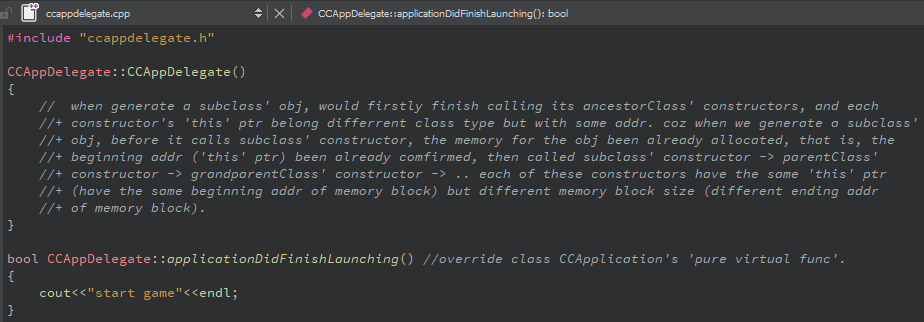 ccappdelegate.cpp CCAppDelegate::applicationDidFinishLaunching(): bool
#include "ccappdelegate.h"
CCAppDelegate::CCAppDelegate()
{
//  when generate a subclass' obj, would firstly finish calling its ancestorClass' constructors, and each
//+ constructor's 'this' ptr belong differrent class type but with same addr. coz when we generate a subclass'
//+ obj, before it calls subclass' constructor, the memory for the obj been already allocated, that is, the
//+ beginning addr ('this' ptr) been already comfirmed, then called subclass' constructor -> parentClass'
//+ constructor -> grandparentClass' constructor -> .. each of these constructors have the same 'this' ptr
//+ (have the same beginning addr of memory block) but different memory block size (different ending addr
//+ of memory block).
}
bool CCAppDelegate::applicationDidFinishLaunching() //override class CCApplication's 'pure virtual func'.
{
cout<<"start game"<<endl;
}